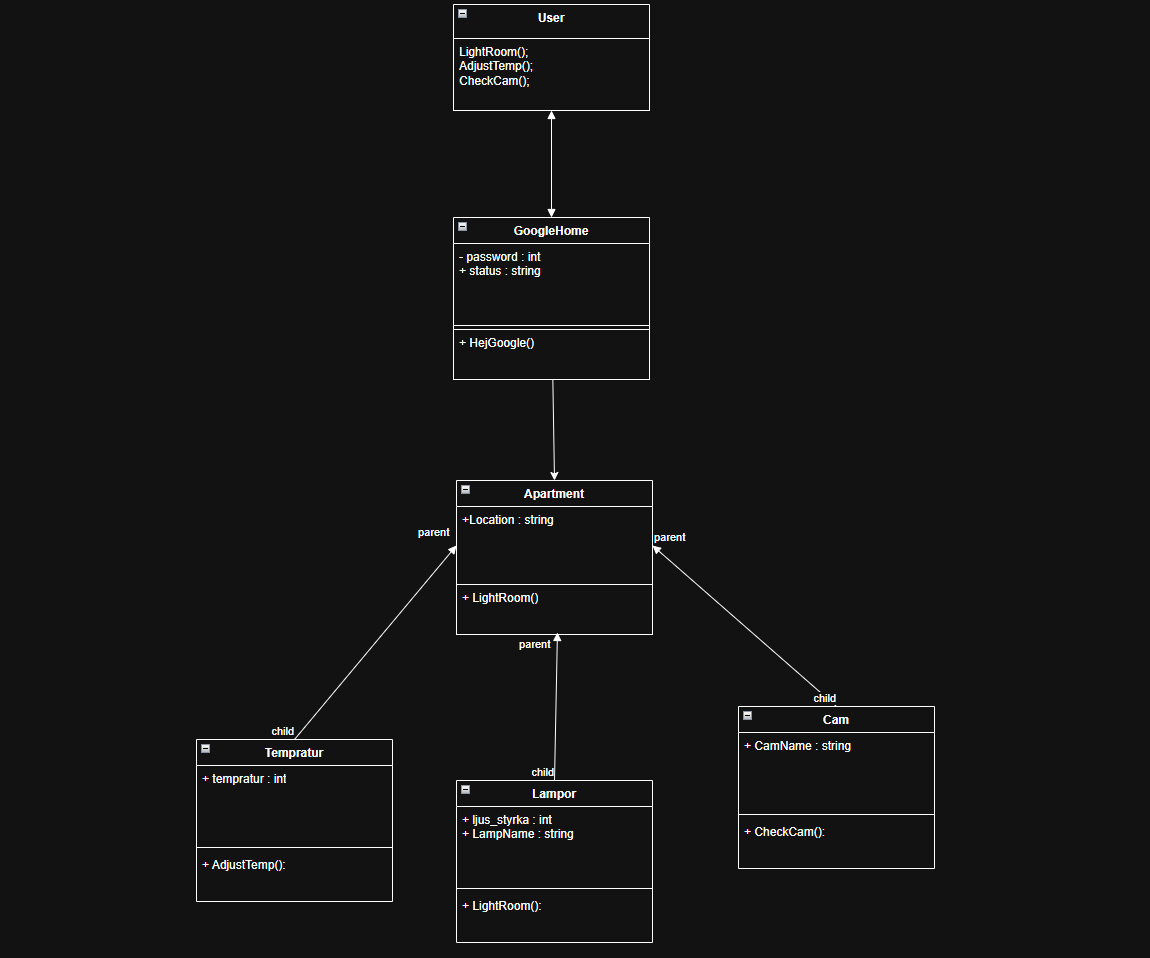 User
LightRoom();
AdjustTemp();
CheckCam();
GoogleHome
- password : int
+ status : string
+ HejGoogle()
Apartment
+Location : string
+ LightRoom()
parent
parent
parent
child
child
child
Tempratur
+ tempratur : int
+ AdjustTemp():
Lampor
+ ljus_styrka : int
+ LampName : string
+ LightRoom():
Cam
+ CamName : string
+ CheckCam():